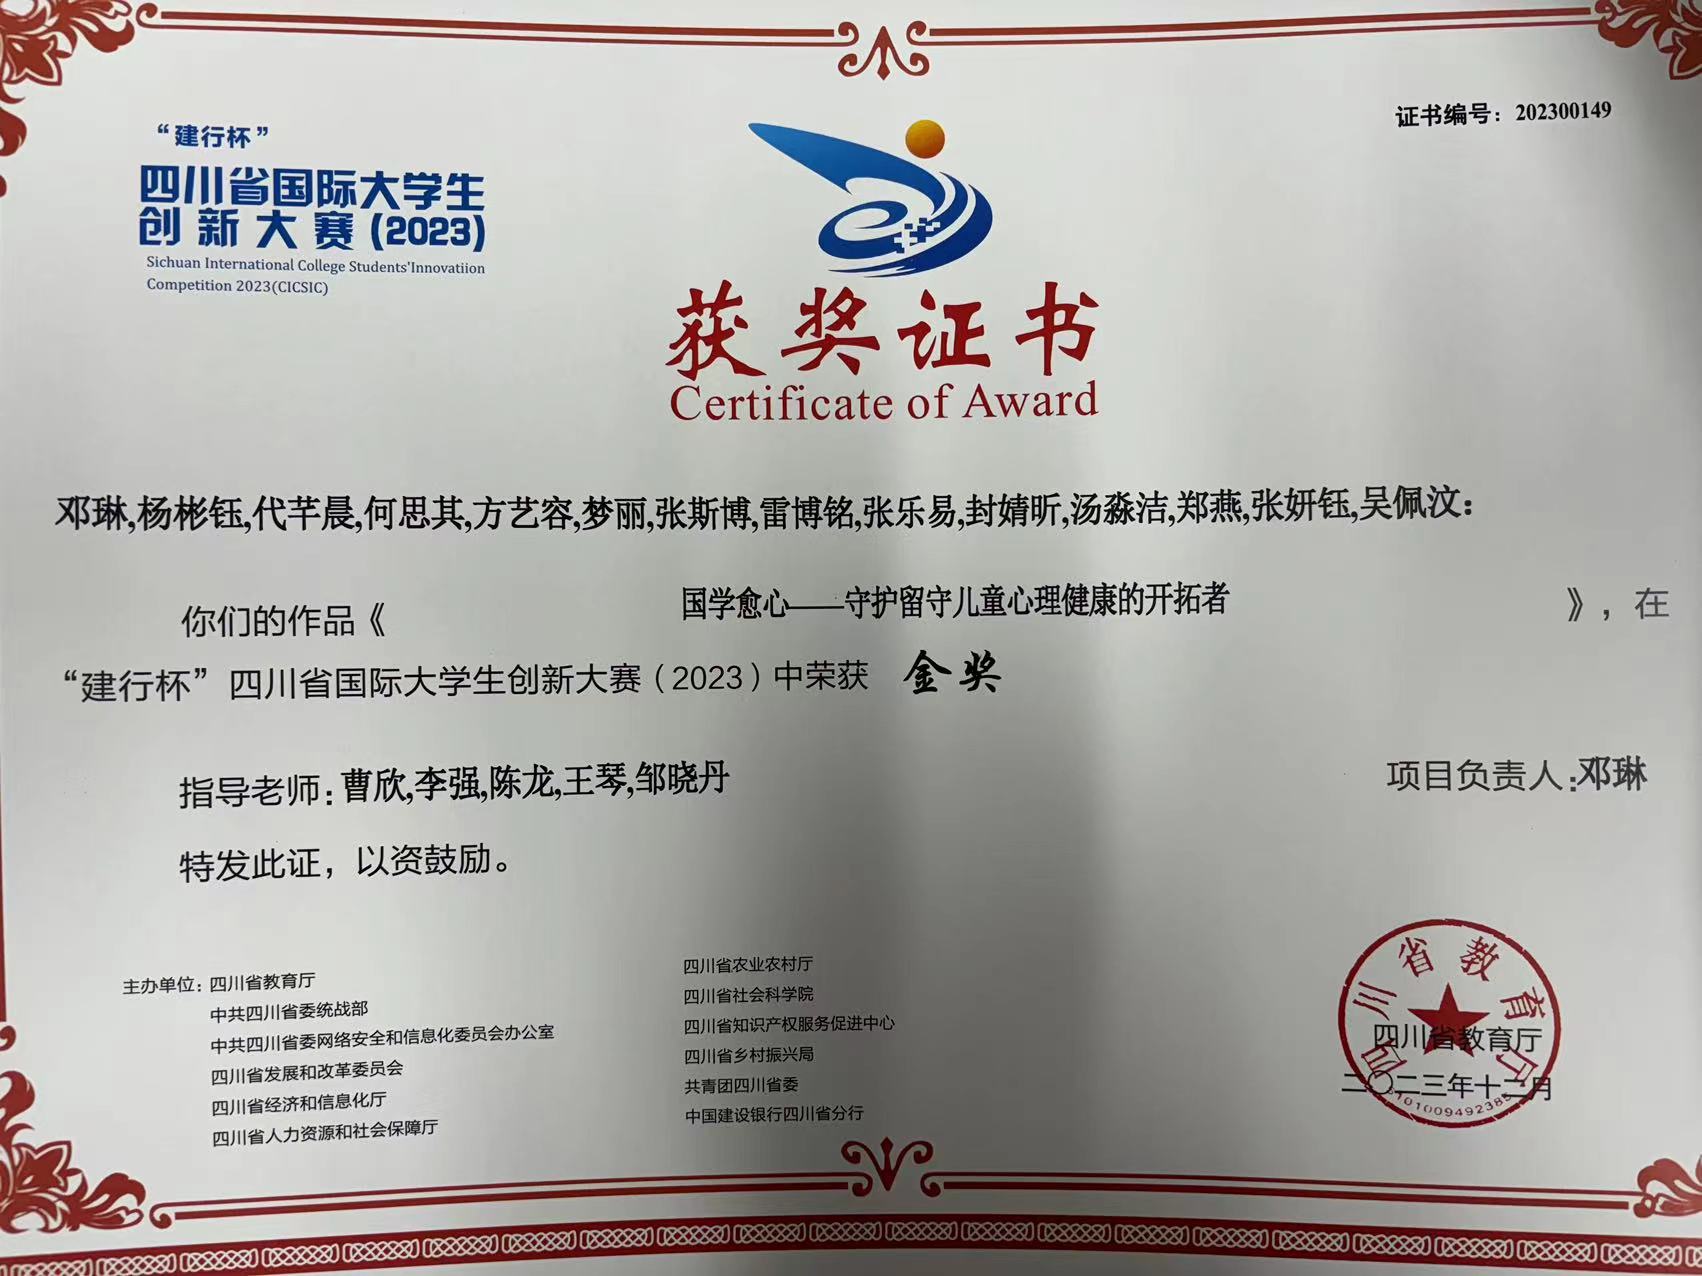 “建行杯”
四川省国际大学生
创新大赛(2023)
Sichuan International College Students'Innovatiion
Competition 2023(CICSIC)
证书编号：202300149
获奖证书
Certificate of Award
邓琳,杨彬钰,代芊晨,何思其,方艺容,梦丽,张斯博,雷博铭,张乐易,封婧昕,汤淼洁,郑燕,张妍钰,吴佩汶：
你们的作品《国学愈心——守护留守儿童心理健康的开拓者》，在
“建行杯”四川省国际大学生创新大赛（2023）中荣获 金奖
指导老师:曹欣,李强,陈龙,王琴,邹晓丹
项目负责人:邓琳
特发此证，以资鼓励。
主办单位：四川省教育厅
中共四川省委统战部
中共四川省委网络安全和信息化委员会办公室
四川省发展和改革委员会
四川省经济和信息化厅
四川省人力资源和社会保障厅
四川省农业农村厅
四川省社会科学院
四川省知识产权服务促进中心
四川省乡村振兴局
共青团四川省委
中国建设银行四川省分行
四川省教育厅
四川省教育厅
二〇二三年十二月